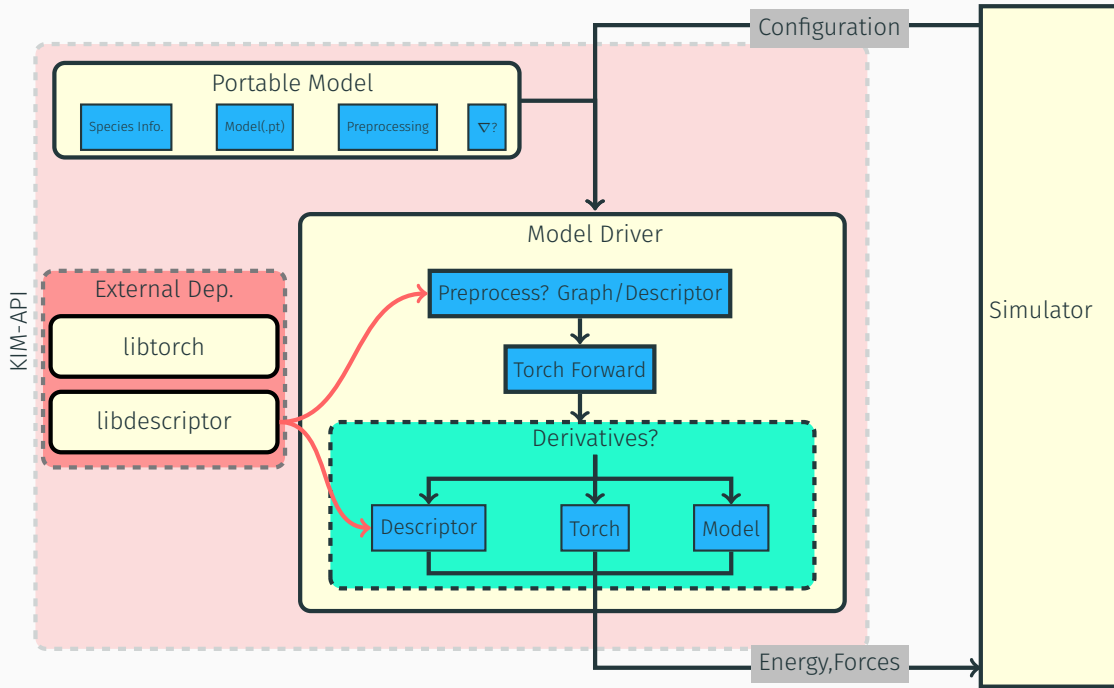 Configuration
Portable Model
Species Info.
Model(.pt)
Preprocessing
∇?
Model Driver
External Dep.
Preprocess? Graph/Descriptor
KIM-API
Simulator
libtorch
Torch Forward
libdescriptor
Derivatives?
Descriptor
Torch
Model
Energy,Forces